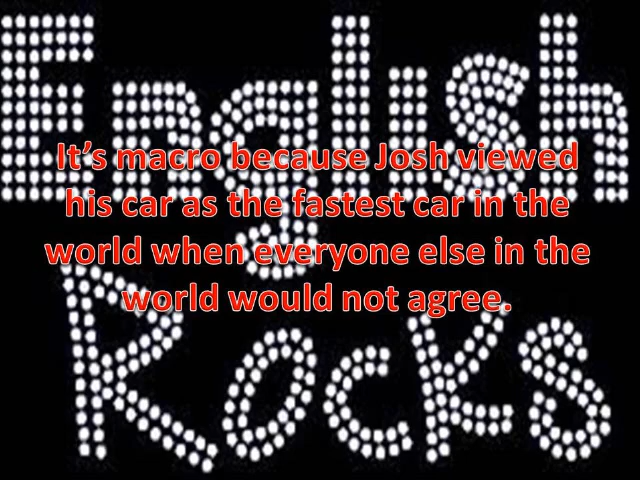 English
It’s macro because Josh viewed
his car as the fastest car in the
world when everyone else in the
world would not agree.
Rocks